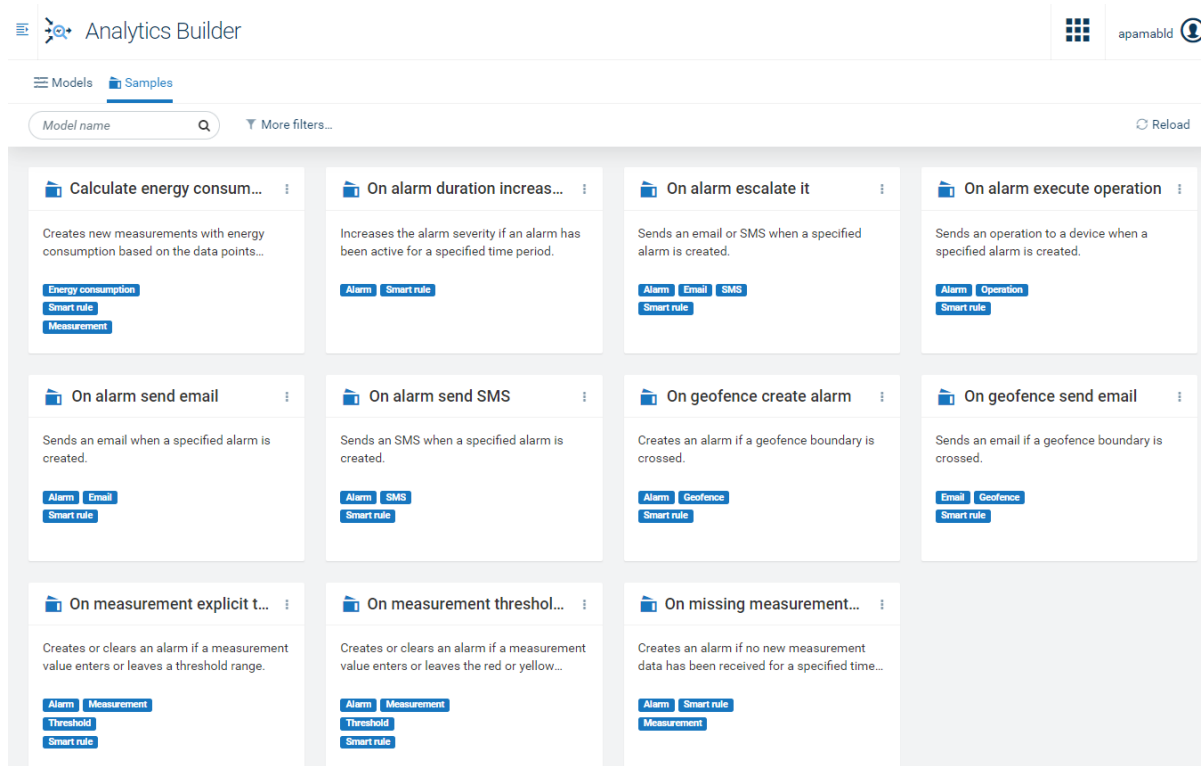 Analytics Builder
apamabld
Models
Samples
Model name
More filters...
Reload
Calculate energy consum...
Creates new measurements with energy
consumption based on the data points...
Energy consumption
Smart rule
Measurement
On alarm duration increas...
Increases the alarm severity if an alarm has
been active for a specified time period.
Alarm Smart rule
On alarm escalate it
Sends an email or SMS when a specified
alarm is created.
Alarm Email SMS
Smart rule
On alarm execute operation
Sends an operation to a device when a
specified alarm is created.
Alarm Operation
Smart rule
On alarm send email
Sends an email when a specified alarm is
created.
Alarm Email
Smart rule
On alarm send SMS
Sends an SMS when a specified alarm is
created.
Alarm SMS
Smart rule
On geofence create alarm
Creates an alarm if a geofence boundary is
crossed.
Alarm Geofence
Smart rule
On geofence send email
Sends an email if a geofence boundary is
crossed.
Email Geofence
Smart rule
On measurement explicit t...
Creates or clears an alarm if a measurement
value enters or leaves a threshold range.
Alarm Measurement
Threshold
Smart rule
On measurement threshol...
Creates or clears an alarm if a measurement
value enters or leaves the red or yellow...
Alarm Measurement
Threshold
Smart rule
On missing measurement...
Creates an alarm if no new measurement
data has been received for a specified time...
Alarm Smart rule
Measurement